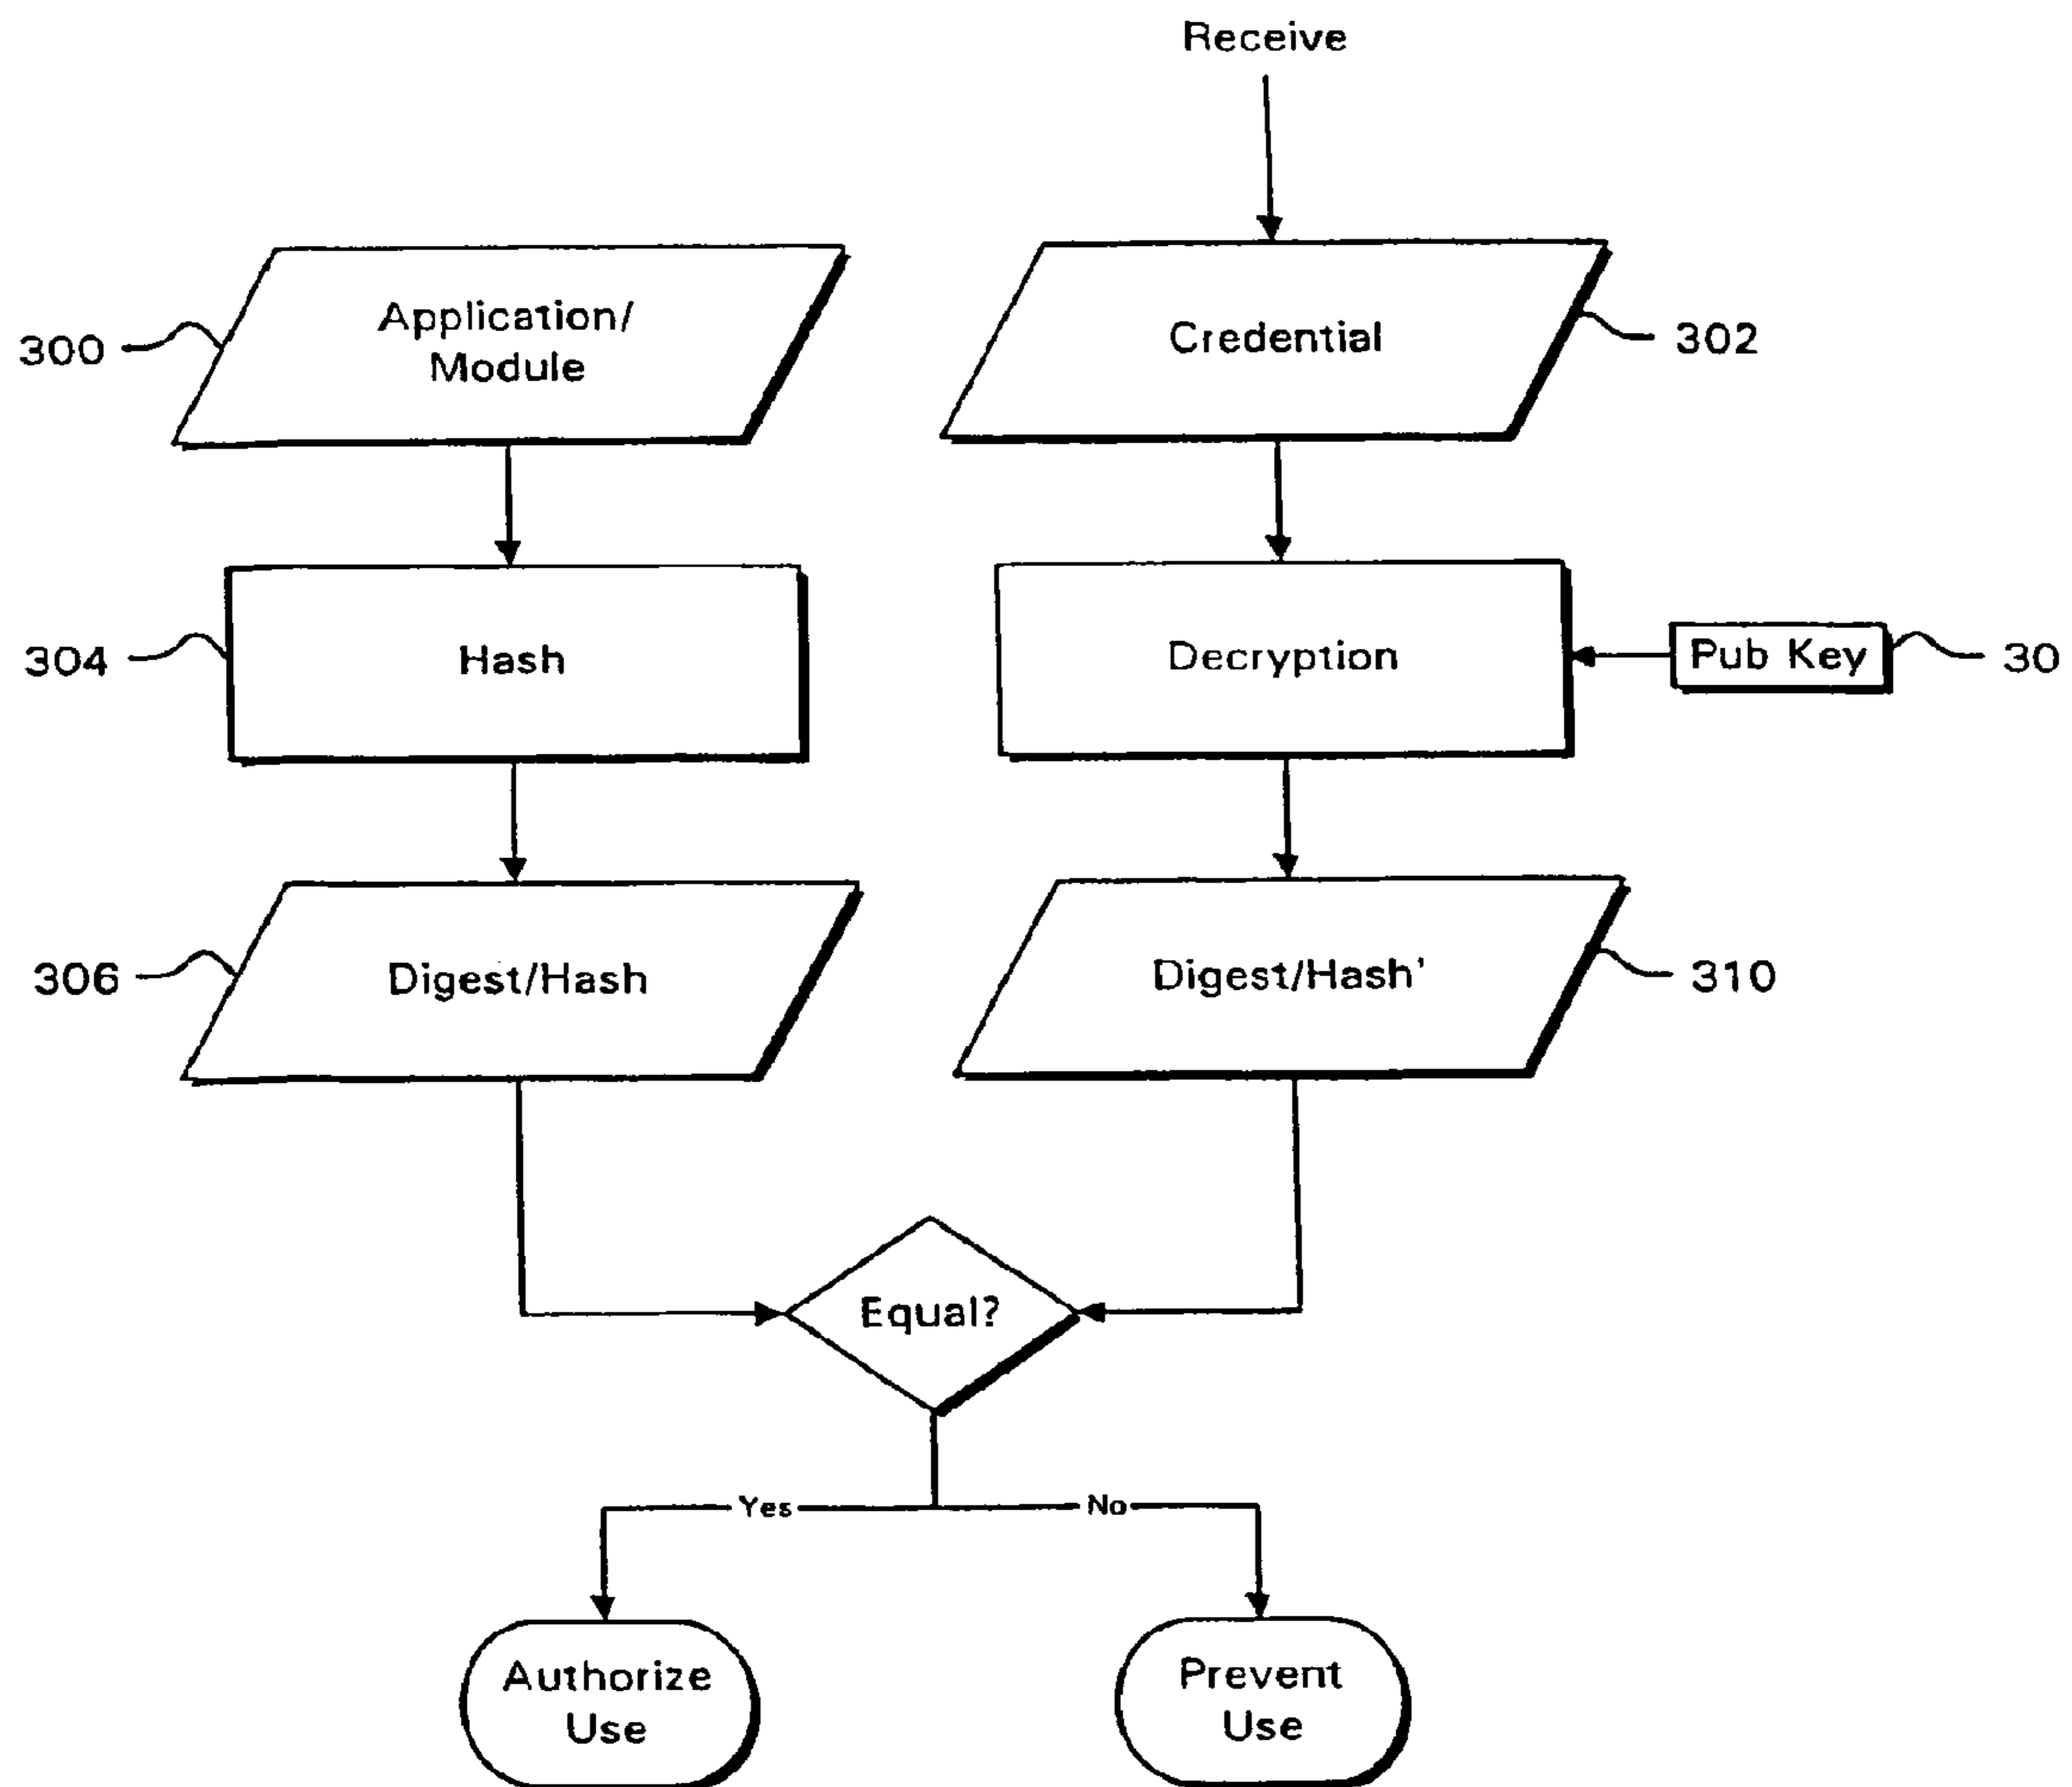 Receive
Application/
Module
300
Credential
302
304
Hash
Decryption
Pub Key
30
306
Digest/Hash
Digest/Hash'
310
Equal?
Yes
No
Authorize
Use
Prevent
Use